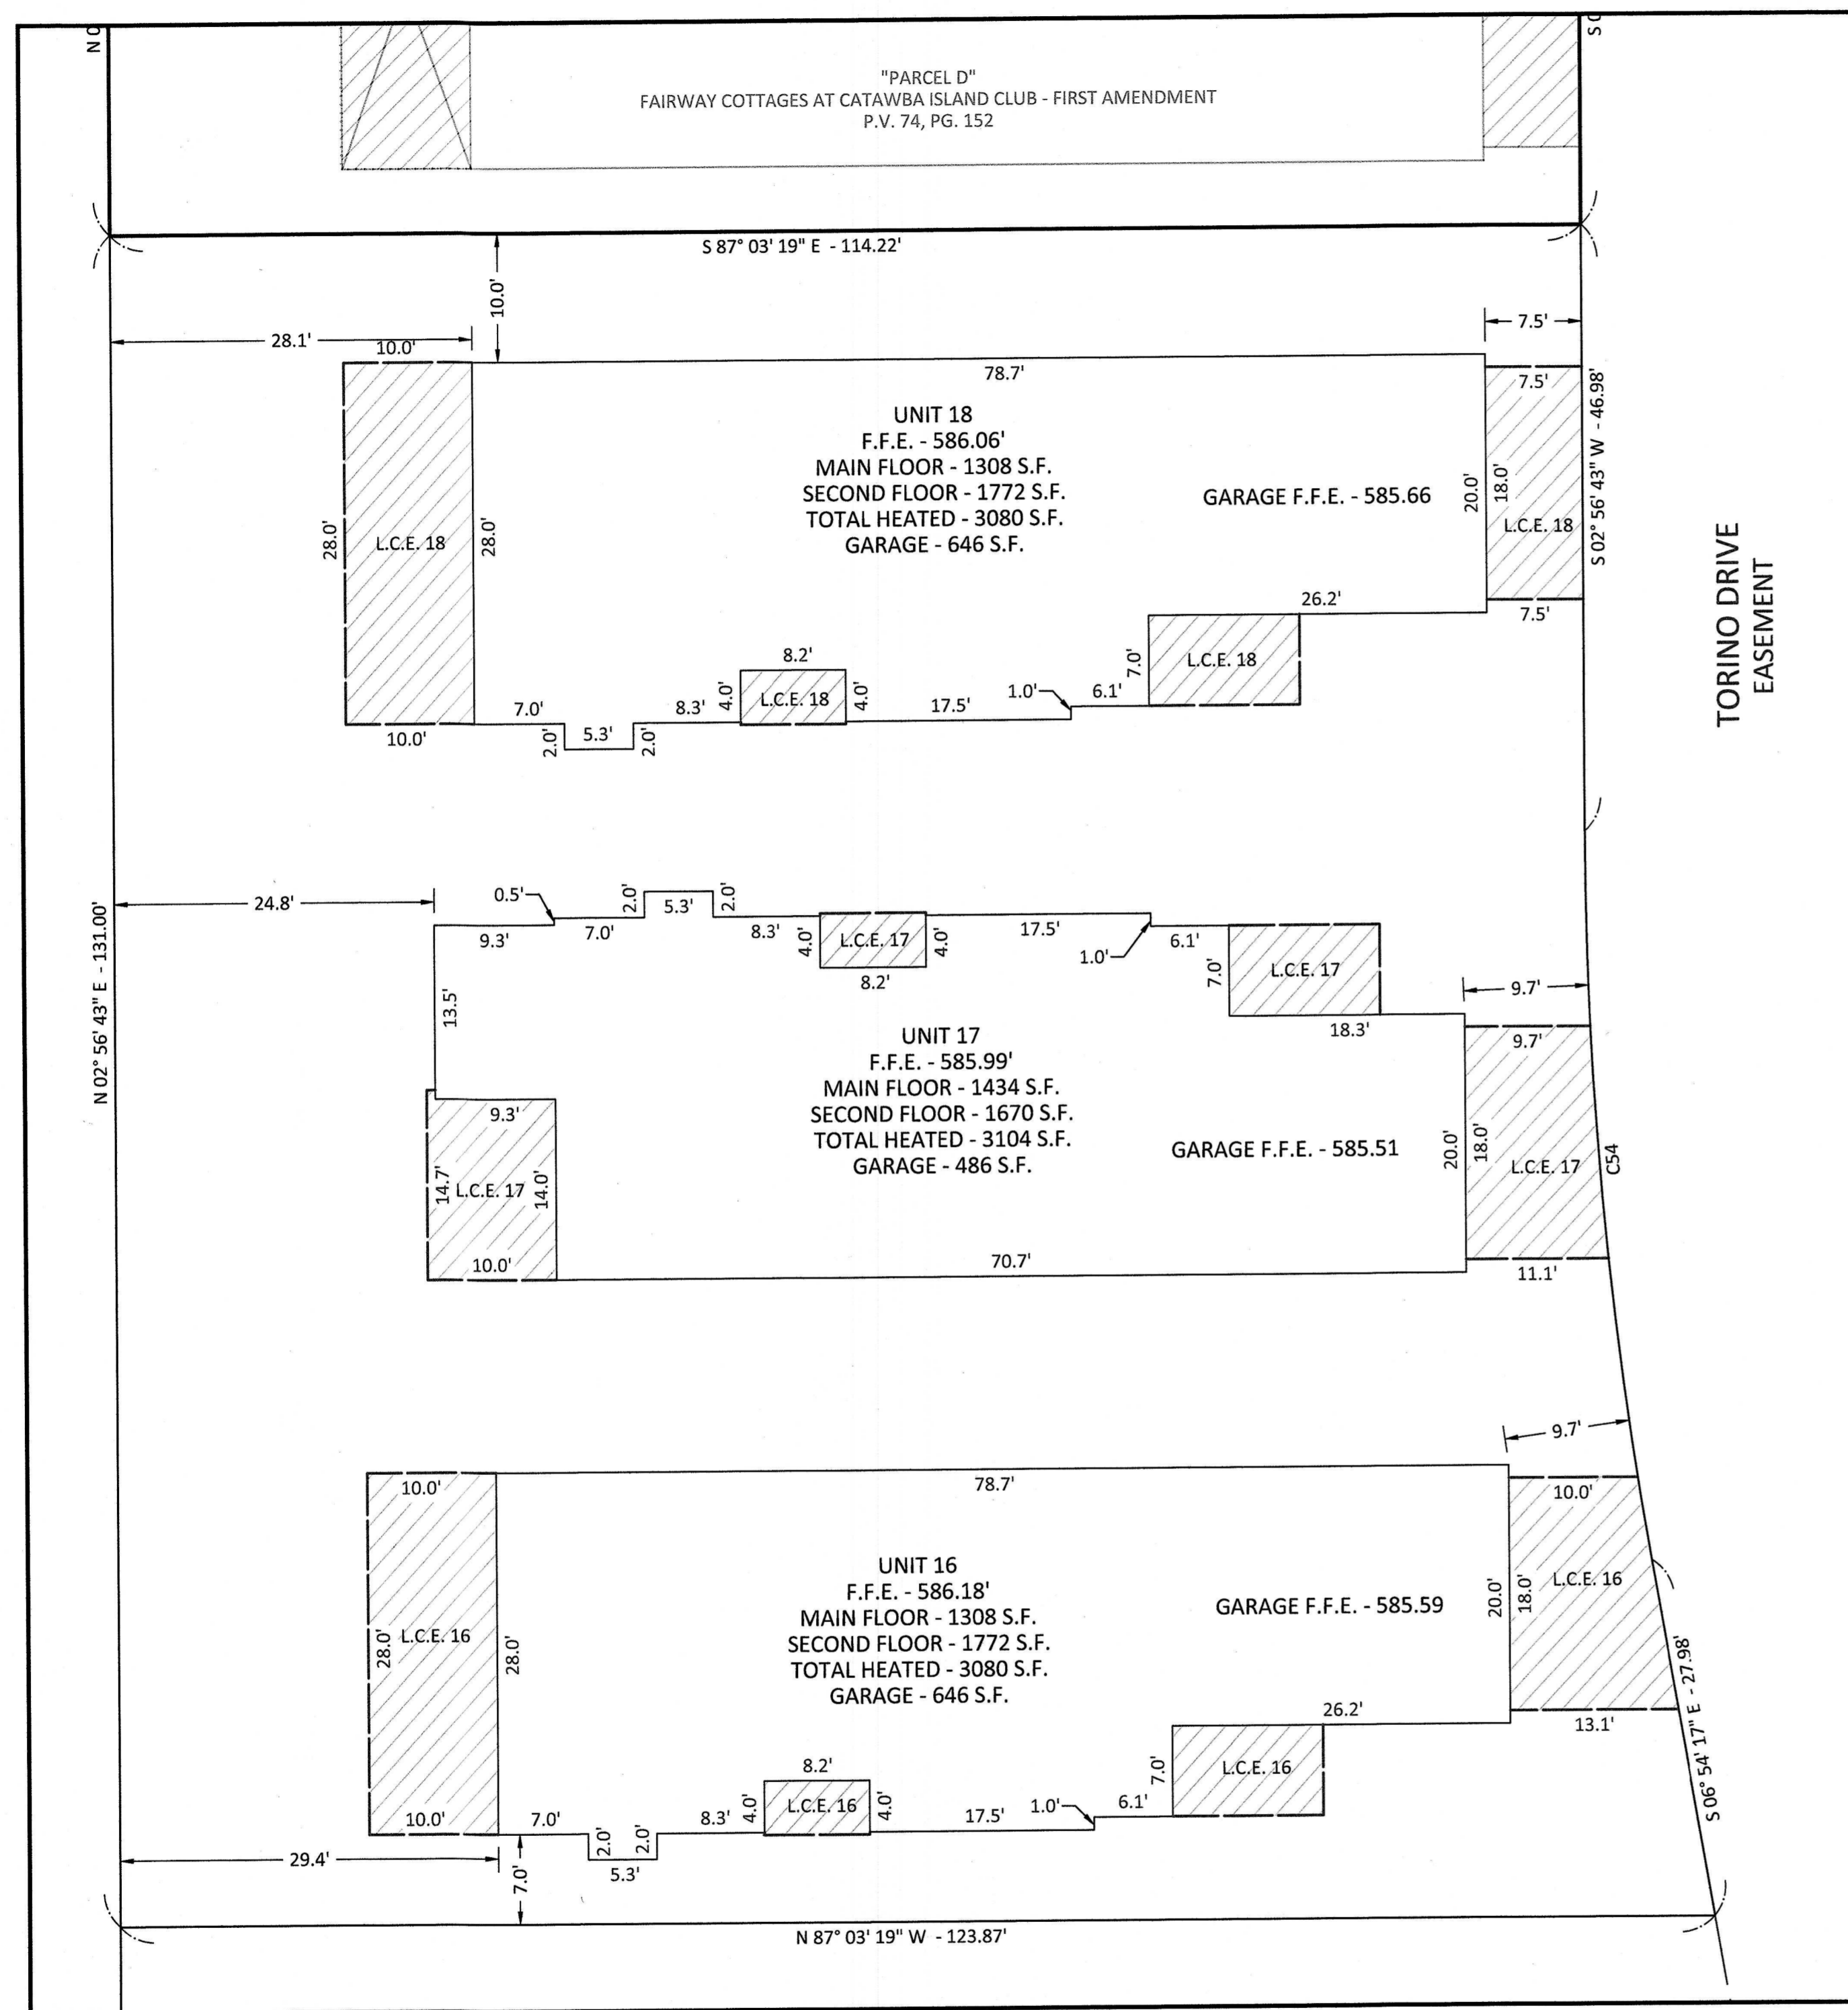 N 0
S 0
"PARCEL D"
FAIRWAY COTTAGES AT CATAWBA ISLAND CLUB - FIRST AMENDMENT
P.V. 74, PG. 152
S 87° 03' 19" E - 114.22'
10.0'
28.1'
10.0'
7.5'
78.7'
7.5'
S 02° 56' 43" W - 46.98'
UNIT 18
F.F.E. - 586.06'
MAIN FLOOR - 1308 S.F.
SECOND FLOOR - 1772 S.F.
TOTAL HEATED - 3080 S.F.
GARAGE - 646 S.F.
GARAGE F.F.E. - 585.66
20.0'
18.0'
L.C.E. 18
28.0'
L.C.E. 18
28.0'
26.2'
7.5'
TORINO DRIVE
EASEMENT
8.2'
7.0'
L.C.E. 18
10.0'
7.0'
2.0'
5.3'
2.0'
8.3'
4.0'
L.C.E. 18
4.0'
17.5'
1.0'
6.1'
N 02° 56' 43" E - 131.00'
24.8'
0.5'
9.3'
7.0'
2.0'
5.3'
2.0'
8.3'
4.0'
L.C.E. 17
4.0'
8.2'
17.5'
1.0'
6.1'
7.0'
L.C.E. 17
18.3'
9.7'
9.7'
13.5'
UNIT 17
F.F.E. - 585.99'
MAIN FLOOR - 1434 S.F.
SECOND FLOOR - 1670 S.F.
TOTAL HEATED - 3104 S.F.
GARAGE - 486 S.F.
GARAGE F.F.E. - 585.51
20.0'
18.0'
L.C.E. 17
C54
9.3'
14.7'
L.C.E. 17
14.0'
10.0'
70.7'
11.1'
9.7'
10.0'
78.7'
10.0'
UNIT 16
F.F.E. - 586.18'
MAIN FLOOR - 1308 S.F.
SECOND FLOOR - 1772 S.F.
TOTAL HEATED - 3080 S.F.
GARAGE - 646 S.F.
GARAGE F.F.E. - 585.59
20.0'
18.0'
L.C.E. 16
28.0'
L.C.E. 16
28.0'
26.2'
13.1'
S 06° 54' 17" E - 27.98'
8.2'
7.0'
L.C.E. 16
10.0'
7.0'
2.0'
2.0'
5.3'
8.3'
4.0'
L.C.E. 16
4.0'
17.5'
1.0'
6.1'
29.4'
7.0'
N 87° 03' 19" W - 123.87'